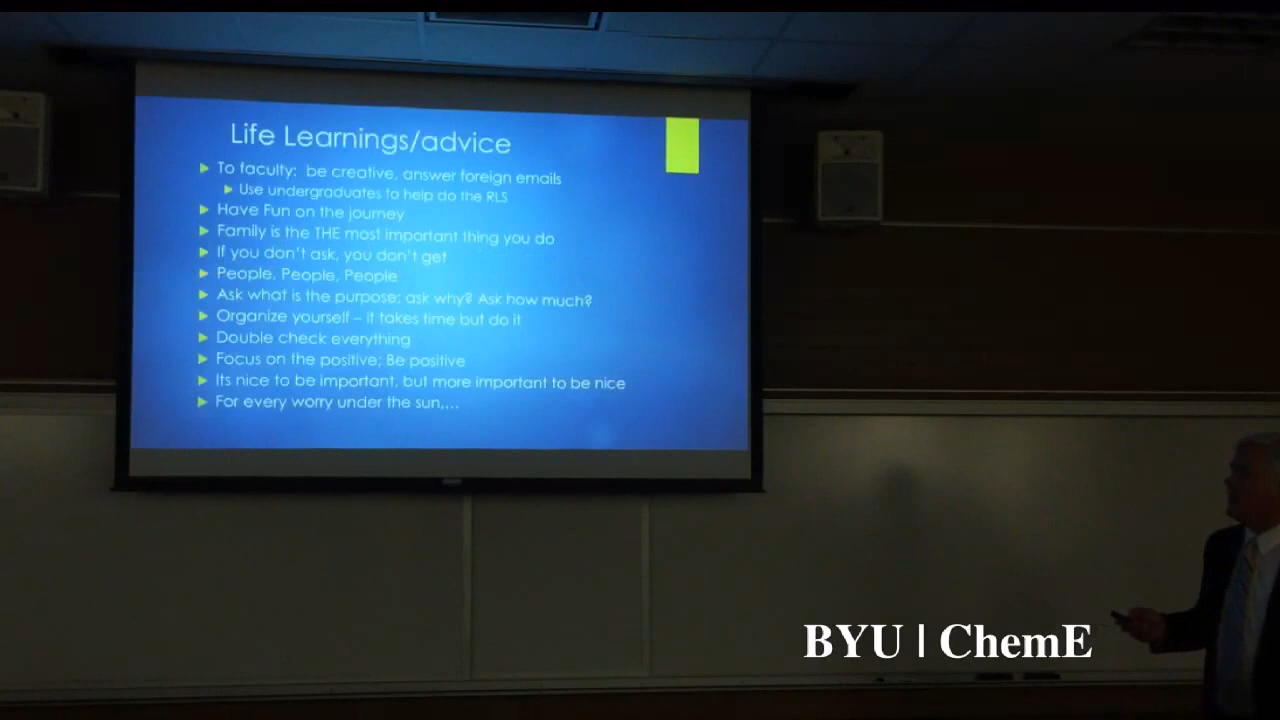 Life Learnings/advice
To faculty: be creative, answer foreign emails
Use undergraduates to help do the RLS
Have Fun on the journey
Family is the THE most important thing you do
If you don't ask, you don't get
People, People, People
Ask what is the purpose; ask why? Ask how much?
Organize yourself – it takes time but do it
Double check everything
Focus on the positive; Be positive
Its nice to be important, but more important to be nice
For every worry under the sun,…
BYU | ChemE